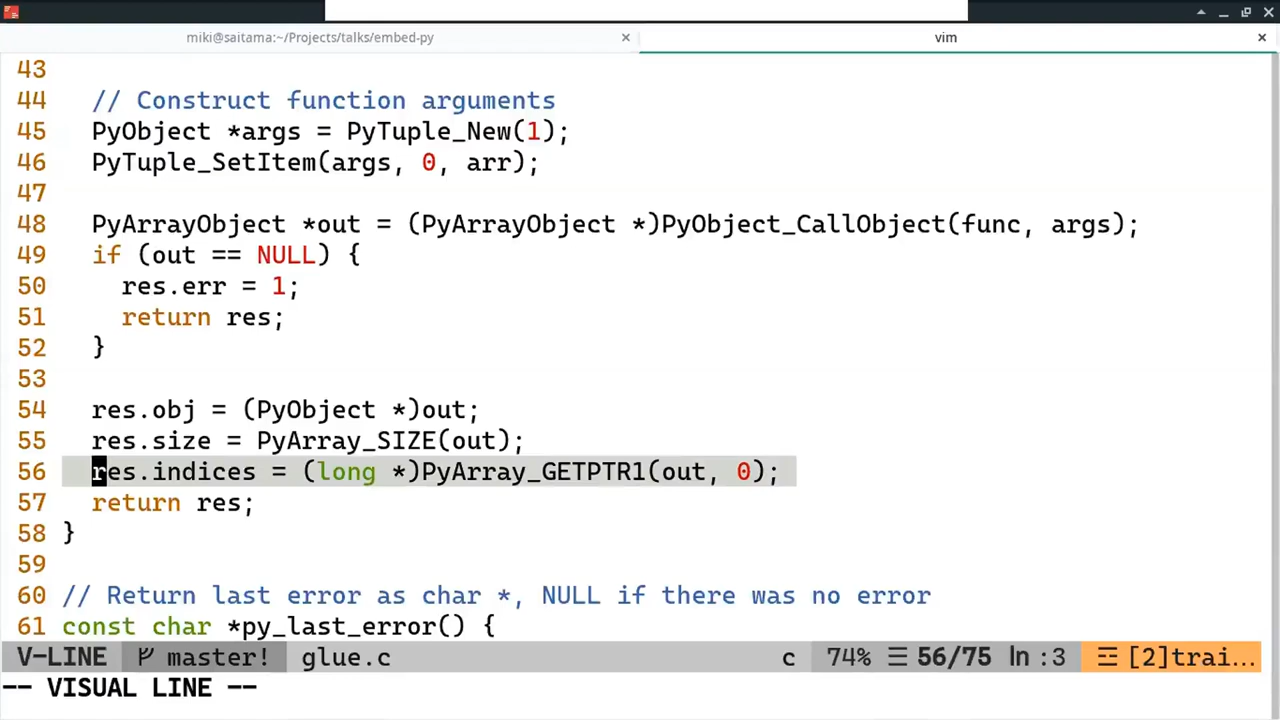 miki@saitama:~/Projects/talks/embed-py × vim ×
43
44 // Construct function arguments
45 PyObject *args = PyTuple_New(1);
46 PyTuple_SetItem(args, 0, arr);
47
48 PyArrayObject *out = (PyArrayObject *)PyObject_CallObject(func, args);
49 if (out == NULL) {
50 res.err = 1;
51 return res;
52 }
53
54 res.obj = (PyObject *)out;
55 res.size = PyArray_SIZE(out);
56 res.indices = (long *)PyArray_GETPTR1(out, 0);
57 return res;
58 }
59
60 // Return last error as char *, NULL if there was no error
61 const char *py_last_error() {
V-LINE master! glue.c c 74% ☰ 56/75 ln :3 ☲ [2]trai...
-- VISUAL LINE --